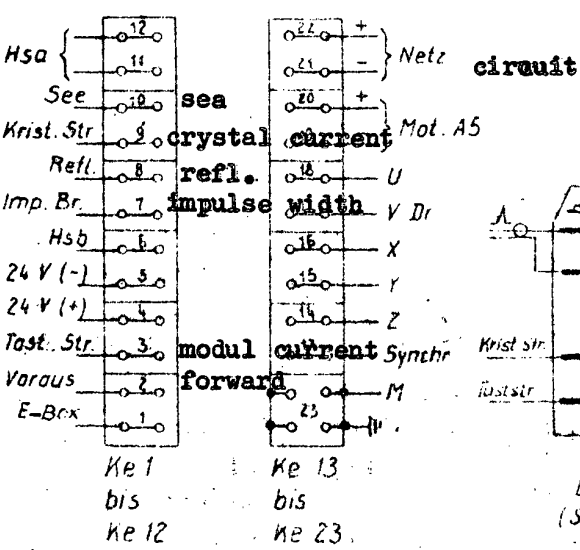 Hsa { 12 22 + } Netz
11 21 - circuit
See 10 sea 20 + } Mot. A5
Krist. Str 9 crystal current
Refl. 8 refl. 18 U
Imp. Br. 7 impulse width V Dr
Hsb 6 16 X
24 V (-) 5 15 Y
24 V (+) 4 14 Z
Tast. Str. 3 modul current Synchr
Voraus 2 forward M
E-Box 1 23
Krist str.
Taststr
Ke 1 Ke 13
bis bis
Ke 12 Ke 23.